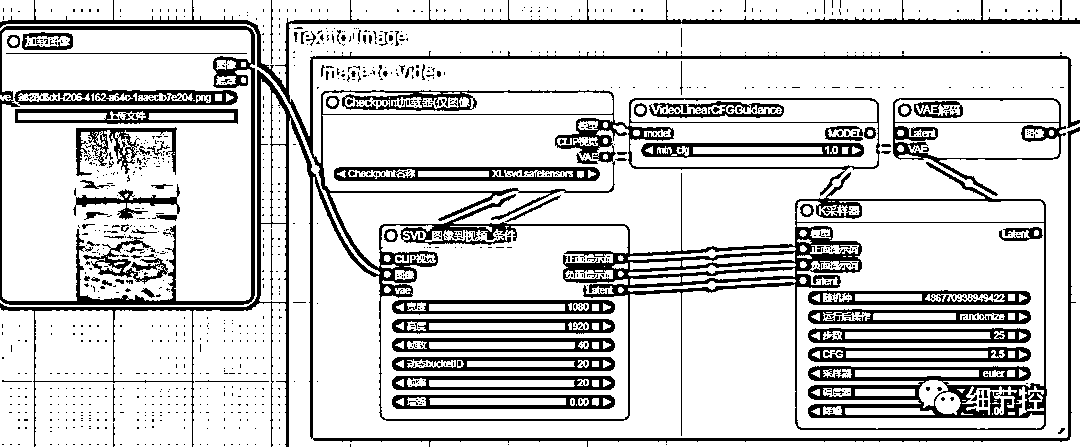 加载图像
图像
遮罩
ve_a828d8dd-f206-4162-a64c-1aaecfb7e204.png
上传文件
Text to Image
Image to Video
Checkpoint加载器(仅图像)
模型
CLIP视觉
VAE
Checkpoint名称 XL\svd.safetensors
VideoLinearCFGGuidance
model MODEL
min_cfg 1.0
VAE解码
Latent 图像
VAE
SVD_图像到视频_条件
CLIP视觉 正面提示词
图像 负面提示词
vae Latent
宽度 1080
高度 1920
帧数 40
动态bucketID 20
帧率 20
增强 0.00
K采样器
模型 Latent
正面提示词
负面提示词
Latent
随机种 486770938949422
运行后操作 randomize
步数 25
CFG 2.5
采样器 euler
调度器
降噪
细节控